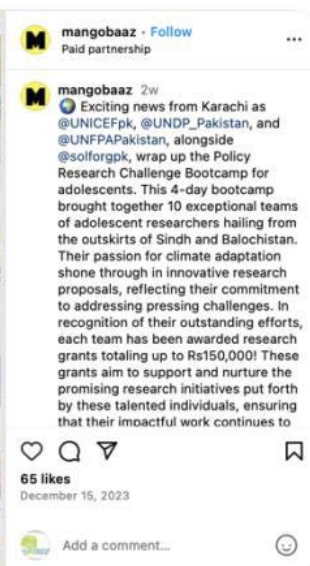 mangobaaz • Follow
Paid partnership
mangobaaz 2w
🌍 Exciting news from Karachi as
@UNICEFpk, @UNDP_Pakistan, and
@UNFPAPakistan, alongside
@solforgpk, wrap up the Policy
Research Challenge Bootcamp for
adolescents. This 4-day bootcamp
brought together 10 exceptional teams
of adolescent researchers hailing from
the outskirts of Sindh and Balochistan.
Their passion for climate adaptation
shone through in innovative research
proposals, reflecting their commitment
to addressing pressing challenges. In
recognition of their outstanding efforts,
each team has been awarded research
grants totaling up to Rs150,000! These
grants aim to support and nurture the
promising research initiatives put forth
by these talented individuals, ensuring
that their impactful work continues to
65 likes
December 15, 2023
Add a comment...